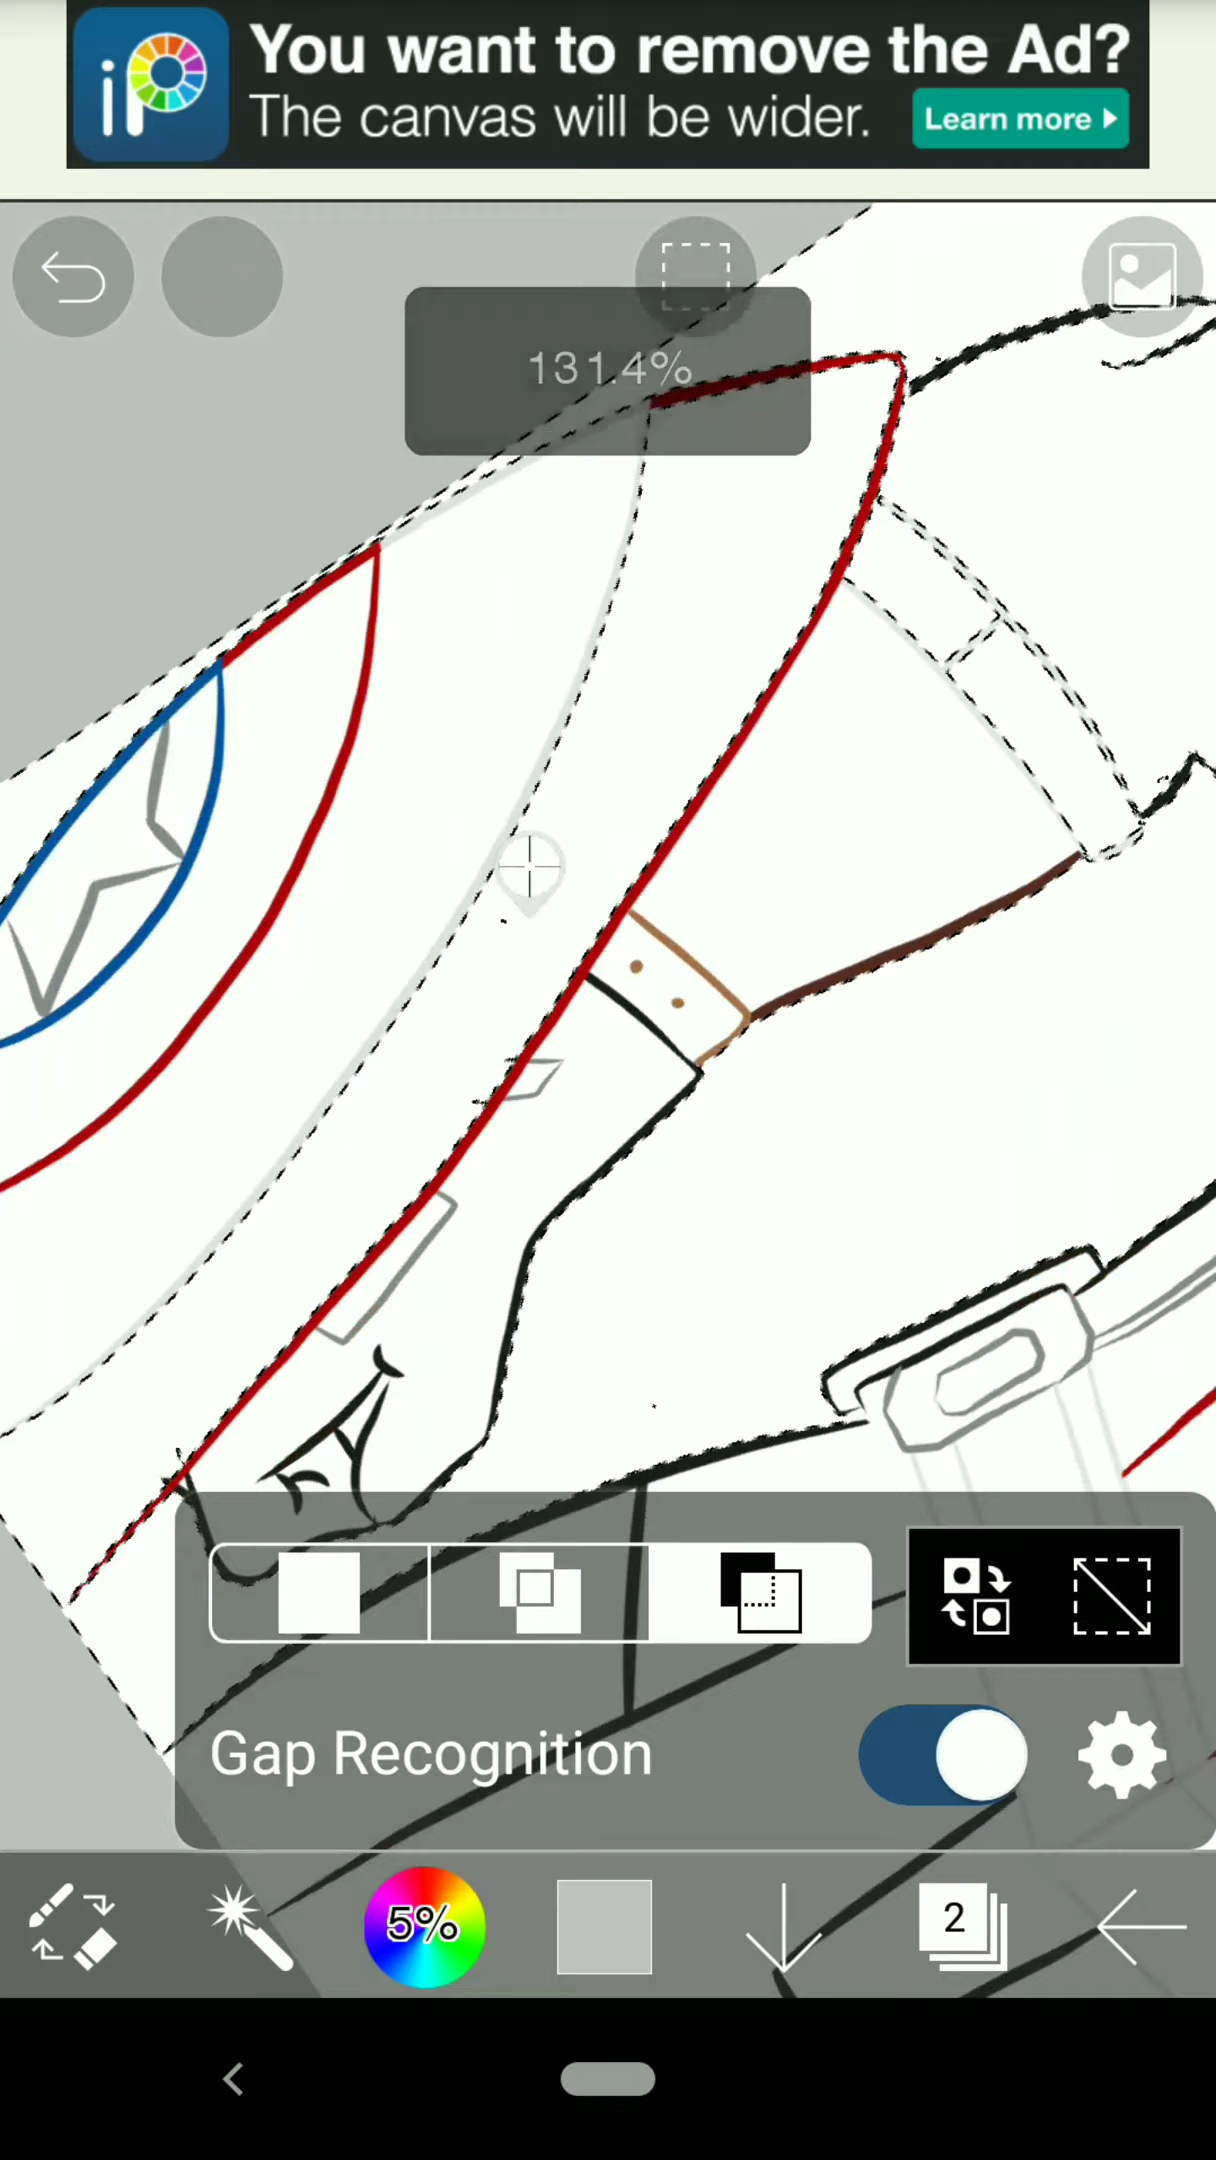 iP
You want to remove the Ad?
The canvas will be wider.
Learn more
131.4%
Gap Recognition
5%
2